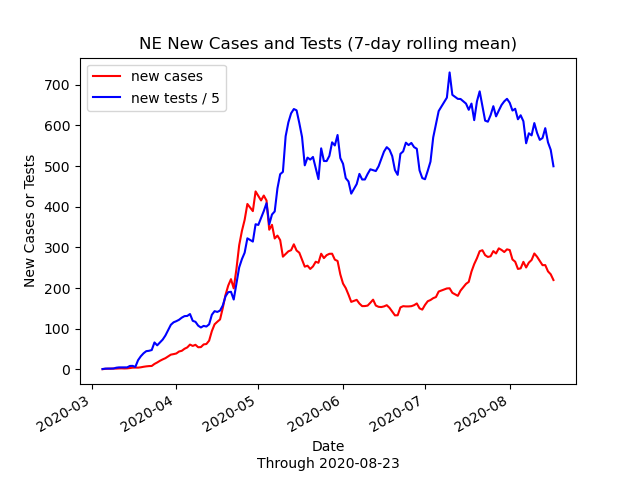 NE New Cases and Tests (7-day rolling mean)
new cases
new tests / 5
New Cases or Tests
700
600
500
400
300
200
100
0
2020-03
2020-04
2020-05
2020-06
2020-07
2020-08
Date
Through 2020-08-23